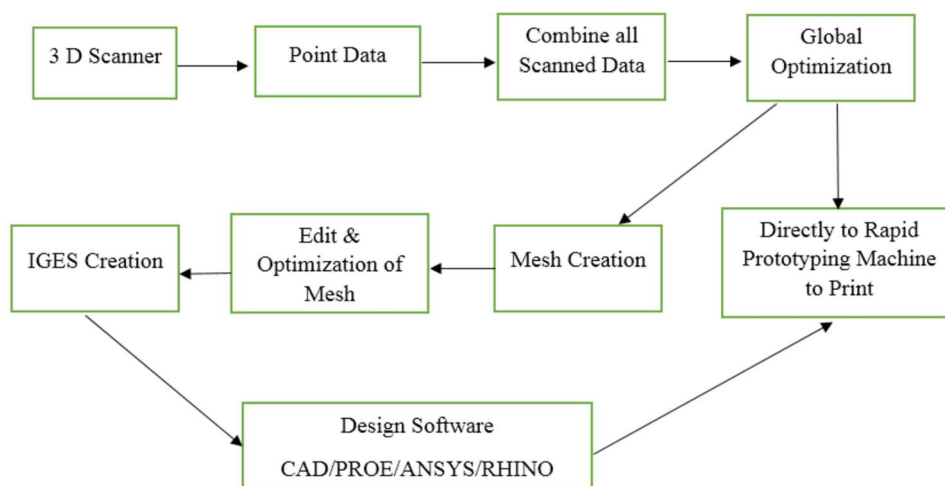 3 D Scanner
Point Data
Combine all
Scanned Data
Global
Optimization
IGES Creation
Edit &
Optimization of
Mesh
Mesh Creation
Directly to Rapid
Prototyping Machine
to Print
Design Software
CAD/PROE/ANSYS/RHINO